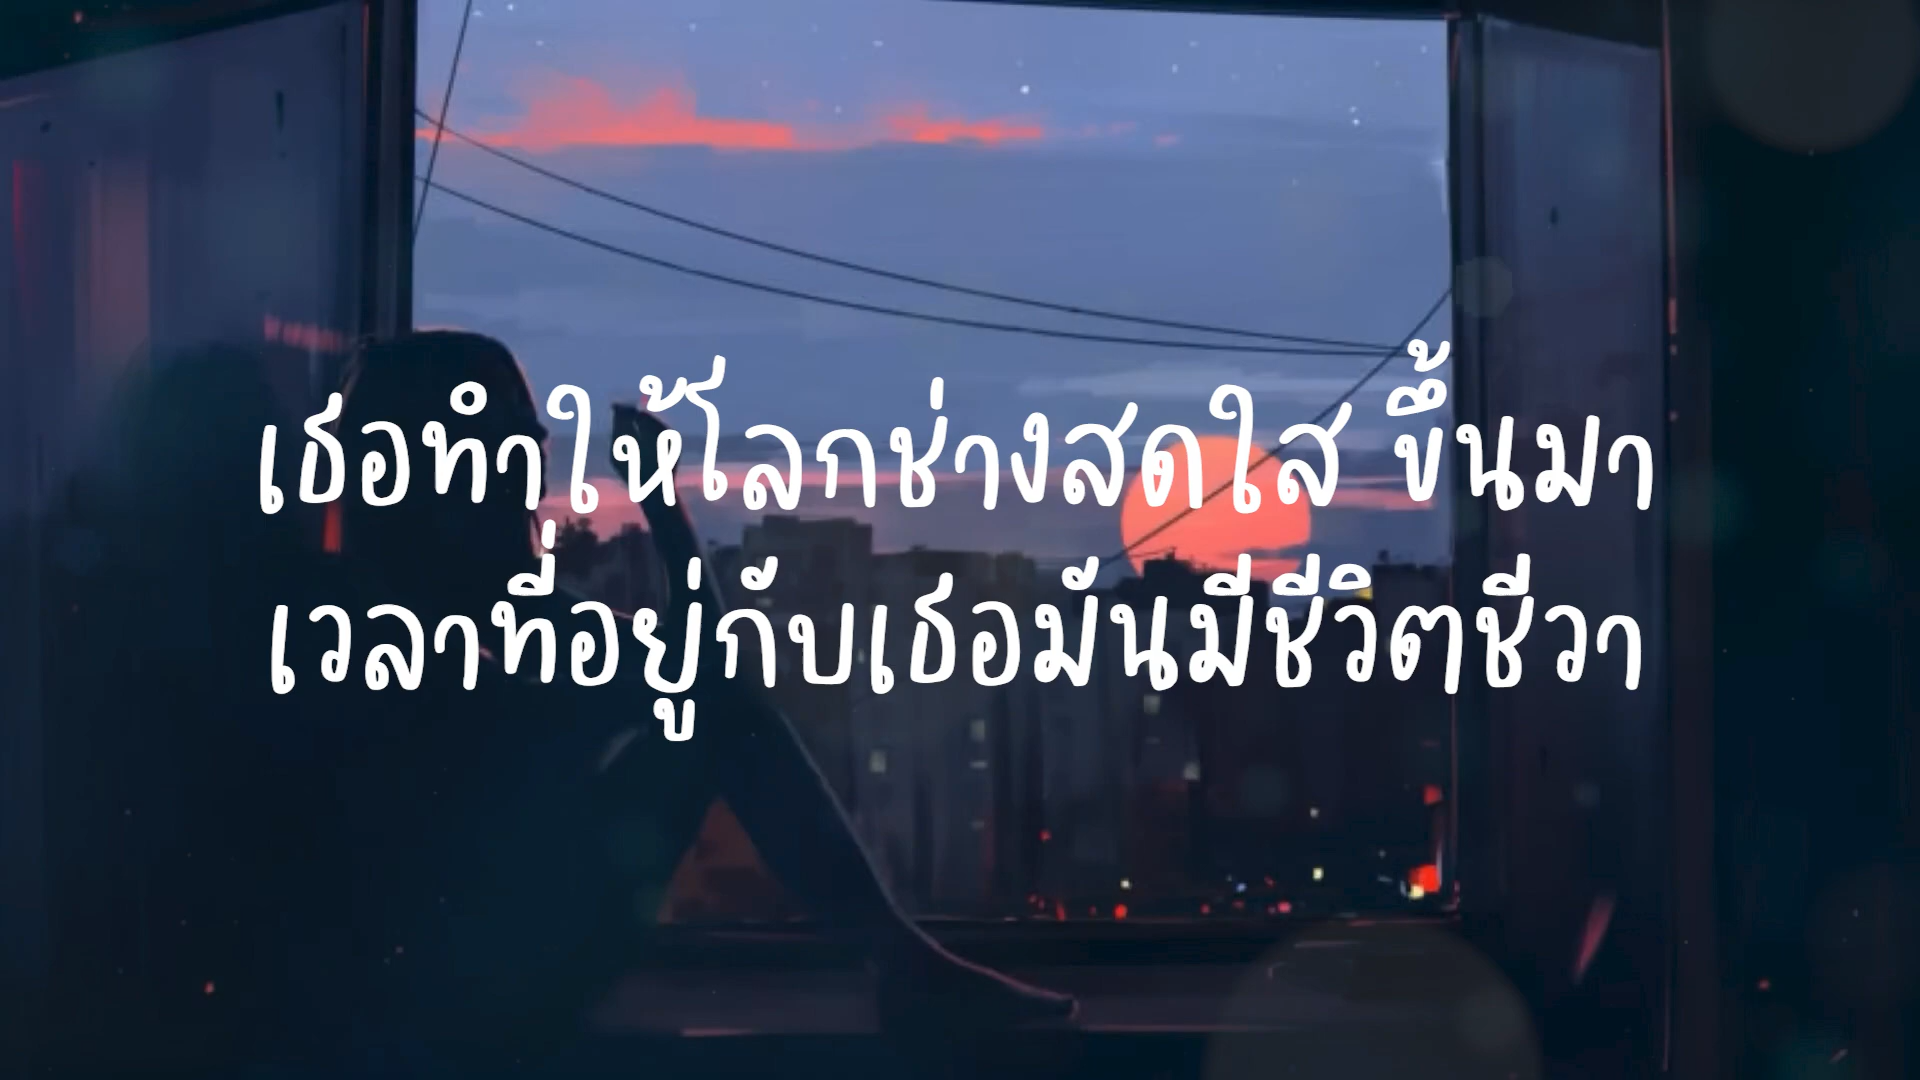 เธอทำให้โลกช่างสดใส ขึ้นมา
เวลาที่อยู่กับเธอมันมีชีวิตชีวา